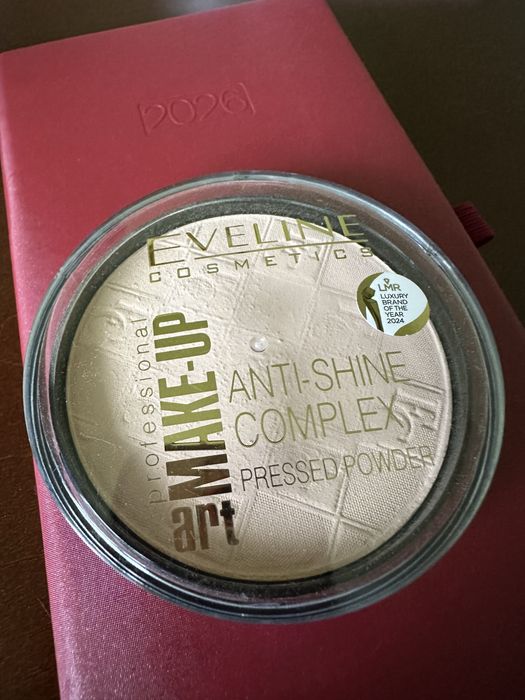 2026
EVELINE
COSMETICS
LMR
LUXURY
BRAND
OF THE
YEAR
2024
professional
MAKE-UP
art
ANTI-SHINE
COMPLEX
PRESSED POWDER